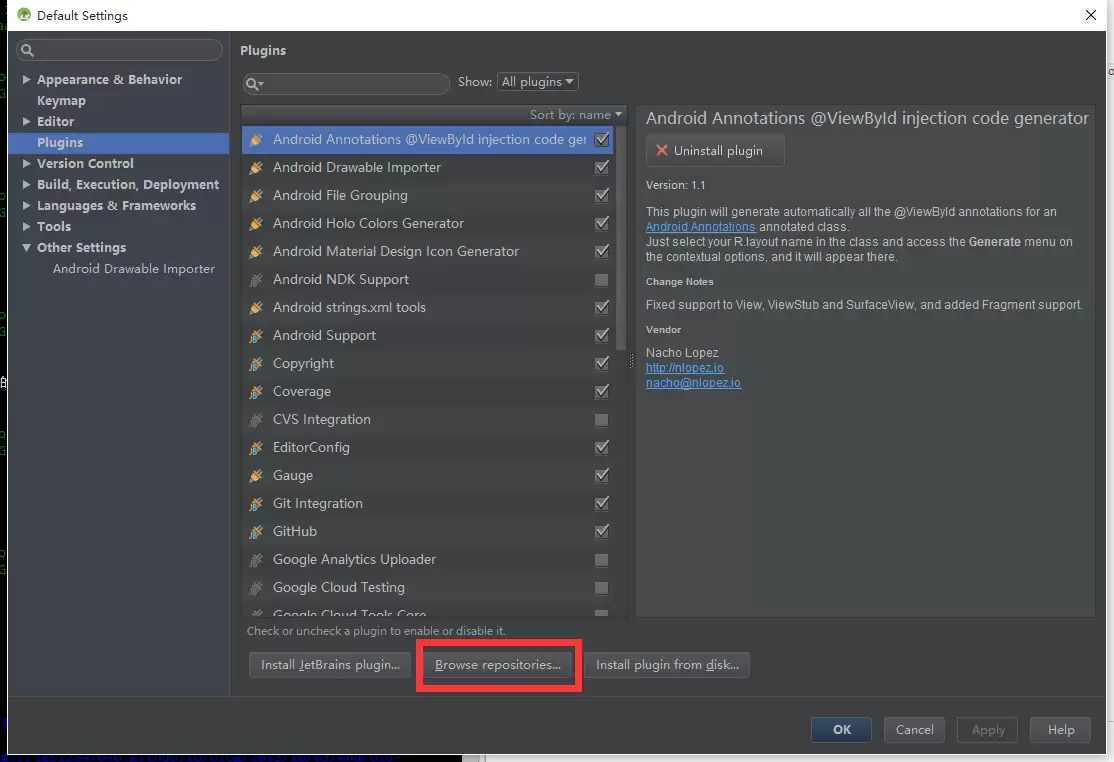 Default Settings
Appearance & Behavior
Keymap
Editor
Plugins
Version Control
Build, Execution, Deployment
Languages & Frameworks
Tools
Other Settings
Android Drawable Importer
Plugins
Show: All plugins
Sort by: name
Android Annotations @ViewById injection code ger
Android Drawable Importer
Android File Grouping
Android Holo Colors Generator
Android Material Design Icon Generator
Android NDK Support
Android strings.xml tools
Android Support
Copyright
Coverage
CVS Integration
EditorConfig
Gauge
Git Integration
GitHub
Google Analytics Uploader
Google Cloud Testing
Google Cloud Tools Core
Check or uncheck a plugin to enable or disable it.
Install JetBrains plugin...
Browse repositories...
Install plugin from disk...
Android Annotations @ViewById injection code generator
Uninstall plugin
Version: 1.1
This plugin will generate automatically all the @ViewById annotations for an
Android Annotations annotated class.
Just select your R.layout name in the class and access the Generate menu on
the contextual options, and it will appear there.
Change Notes
Fixed support to View, ViewStub and SurfaceView, and added Fragment support.
Vendor
Nacho Lopez
http://nlopez.io
nacho@nlopez.io
OK
Cancel
Apply
Help